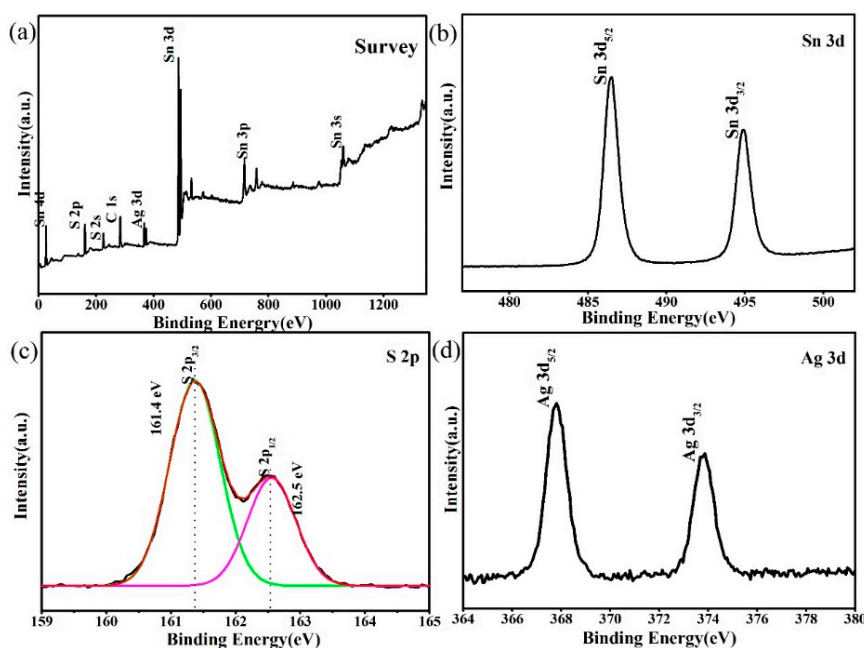 (a)
Survey
Intensity(a.u.)
Sn 4d
S 2p
S 2s
C 1s
Ag 3d
Sn 3d
Sn 3p
Sn 3s
0 200 400 600 800 1000 1200
Binding Energry(eV)
(b)
Sn 3d
Intensity(a.u.)
Sn 3d5/2
Sn 3d3/2
480 485 490 495 500
Binding Energy(eV)
(c)
S 2p
Intensity(a.u.)
161.4 eV
S 2p3/2
S 2p1/2
162.5 eV
159 160 161 162 163 164 165
Binding Energy(eV)
(d)
Ag 3d
Intensity(a.u.)
Ag 3d5/2
Ag 3d3/2
364 366 368 370 372 374 376 378 380
Binding Energy(eV)